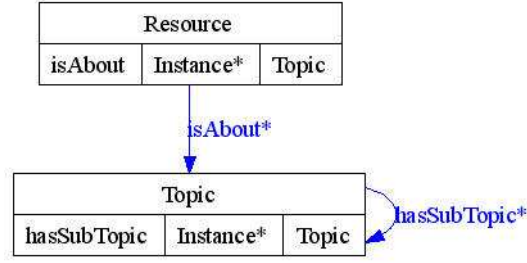 Resource
isAbout Instance* Topic
isAbout*
Topic
hasSubTopic Instance* Topic
hasSubTopic*